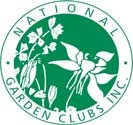 • NATIONAL •
GARDEN CLUBS, INC.